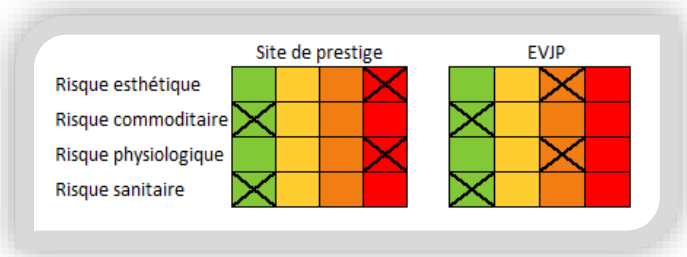 Site de prestige EVJP
Risque esthétique
Risque commoditaire
Risque physiologique
Risque sanitaire